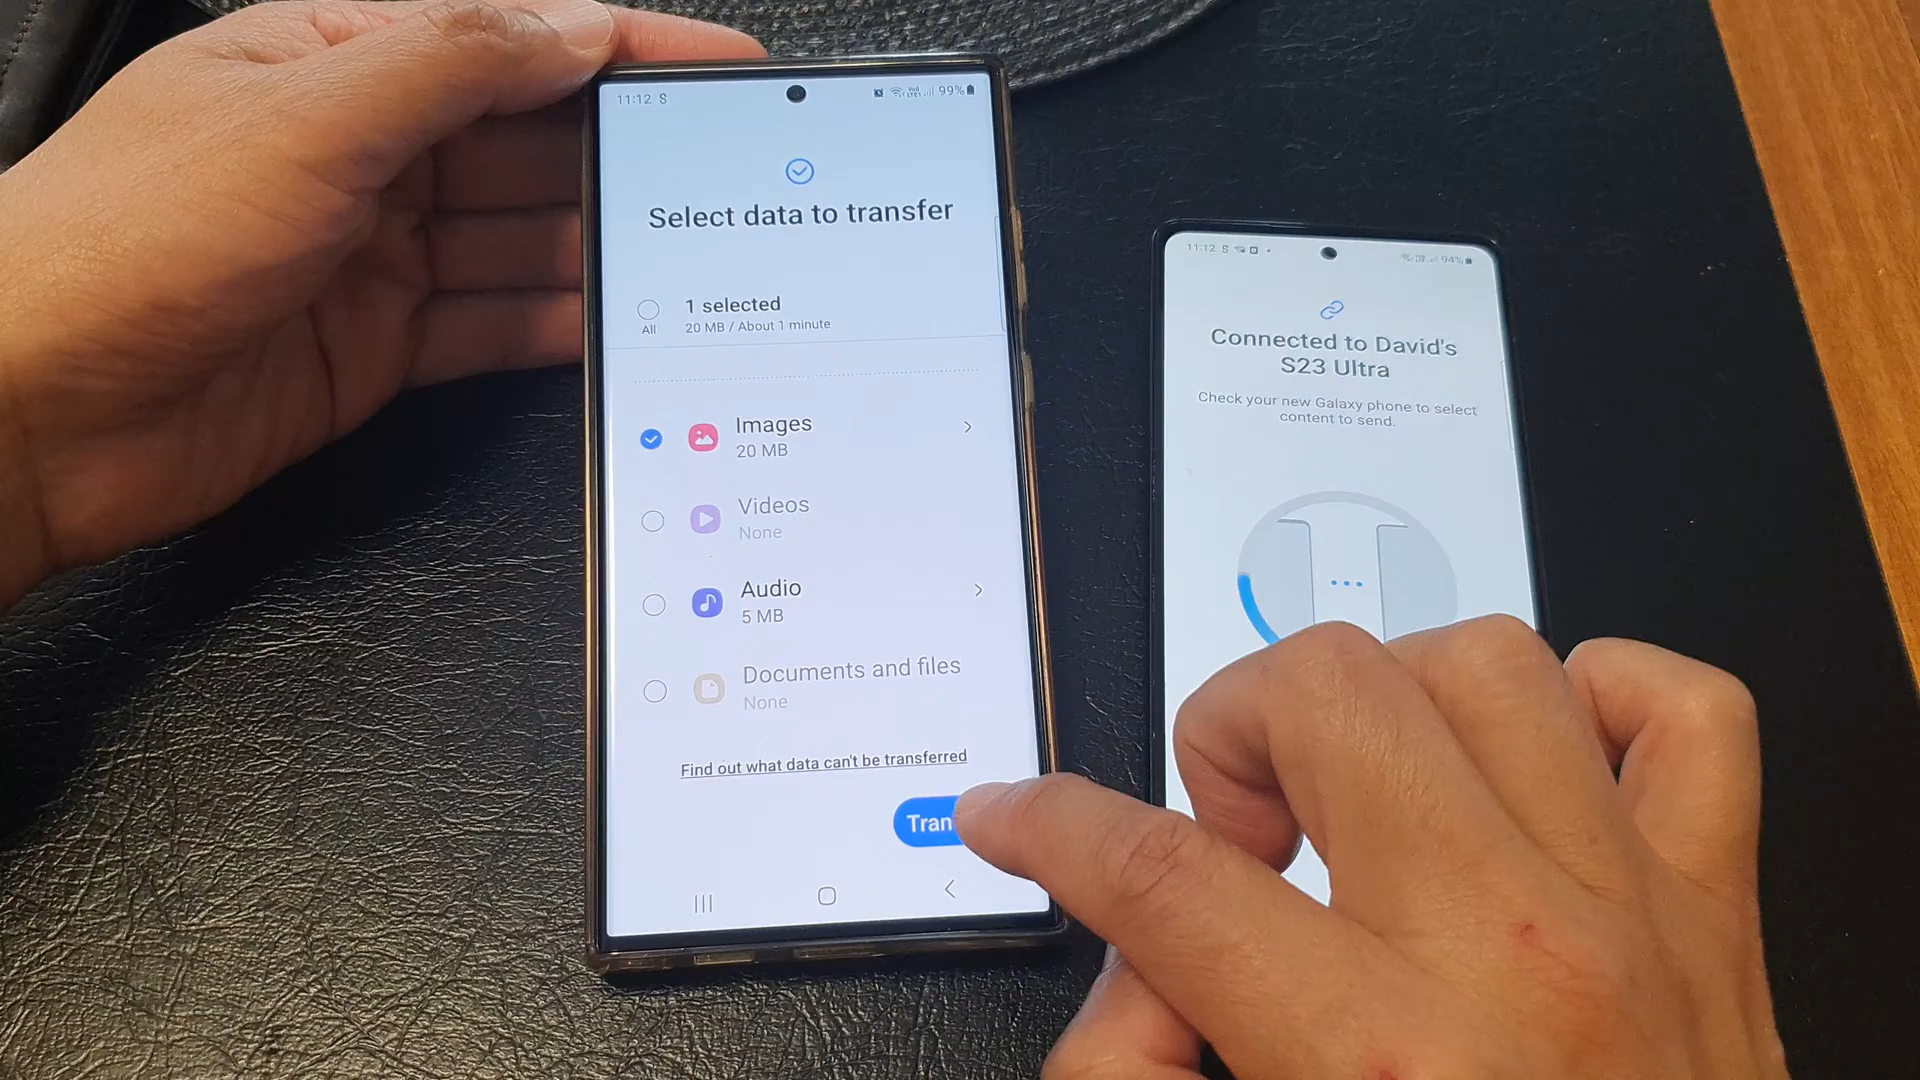 11:12
99%
Select data to transfer
1 selected
All
20 MB / About 1 minute
Images
20 MB
Videos
None
Audio
5 MB
Documents and files
None
Find out what data can't be transferred
Tran
11:12
94%
Connected to David's
S23 Ultra
Check your new Galaxy phone to select
content to send.